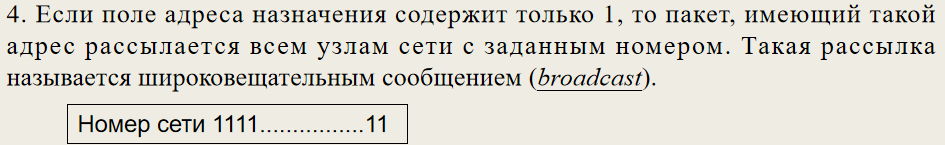 4. Если поле адреса назначения содержит только 1, то пакет, имеющий такой
адрес рассылается всем узлам сети с заданным номером. Такая рассылка
называется широковещательным сообщением (broadcast).
Номер сети 1111................11